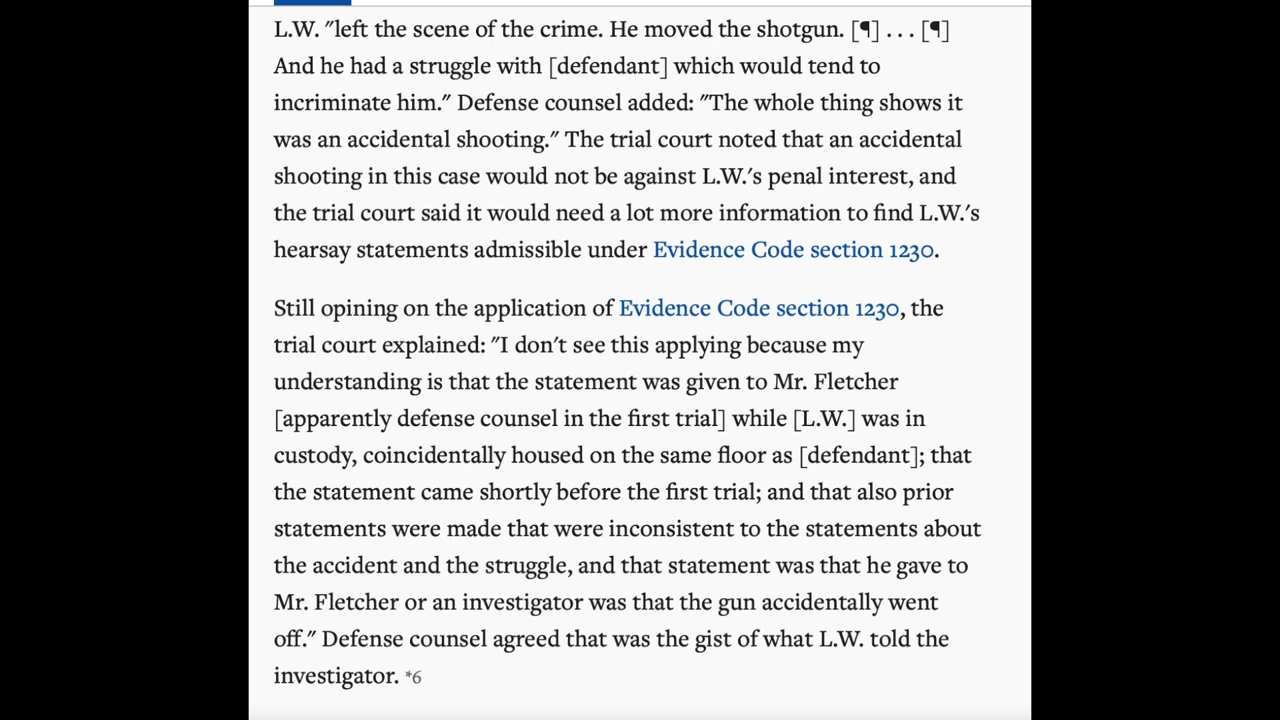 L.W. "left the scene of the crime. He moved the shotgun. [¶] . . . [¶]
And he had a struggle with [defendant] which would tend to
incriminate him." Defense counsel added: "The whole thing shows it
was an accidental shooting." The trial court noted that an accidental
shooting in this case would not be against L.W.'s penal interest, and
the trial court said it would need a lot more information to find L.W.'s
hearsay statements admissible under Evidence Code section 1230.
Still opining on the application of Evidence Code section 1230, the
trial court explained: "I don't see this applying because my
understanding is that the statement was given to Mr. Fletcher
[apparently defense counsel in the first trial] while [L.W.] was in
custody, coincidentally housed on the same floor as [defendant]; that
the statement came shortly before the first trial; and that also prior
statements were made that were inconsistent to the statements about
the accident and the struggle, and that statement was that he gave to
Mr. Fletcher or an investigator was that the gun accidentally went
off." Defense counsel agreed that was the gist of what L.W. told the
investigator. *6